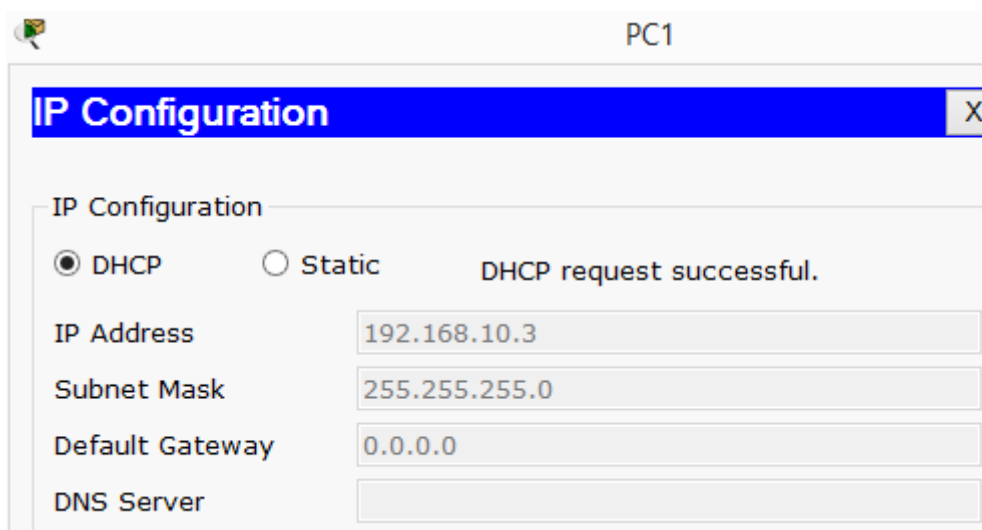 PC1
IP Configuration X
IP Configuration
DHCP Static DHCP request successful.
IP Address 192.168.10.3
Subnet Mask 255.255.255.0
Default Gateway 0.0.0.0
DNS Server